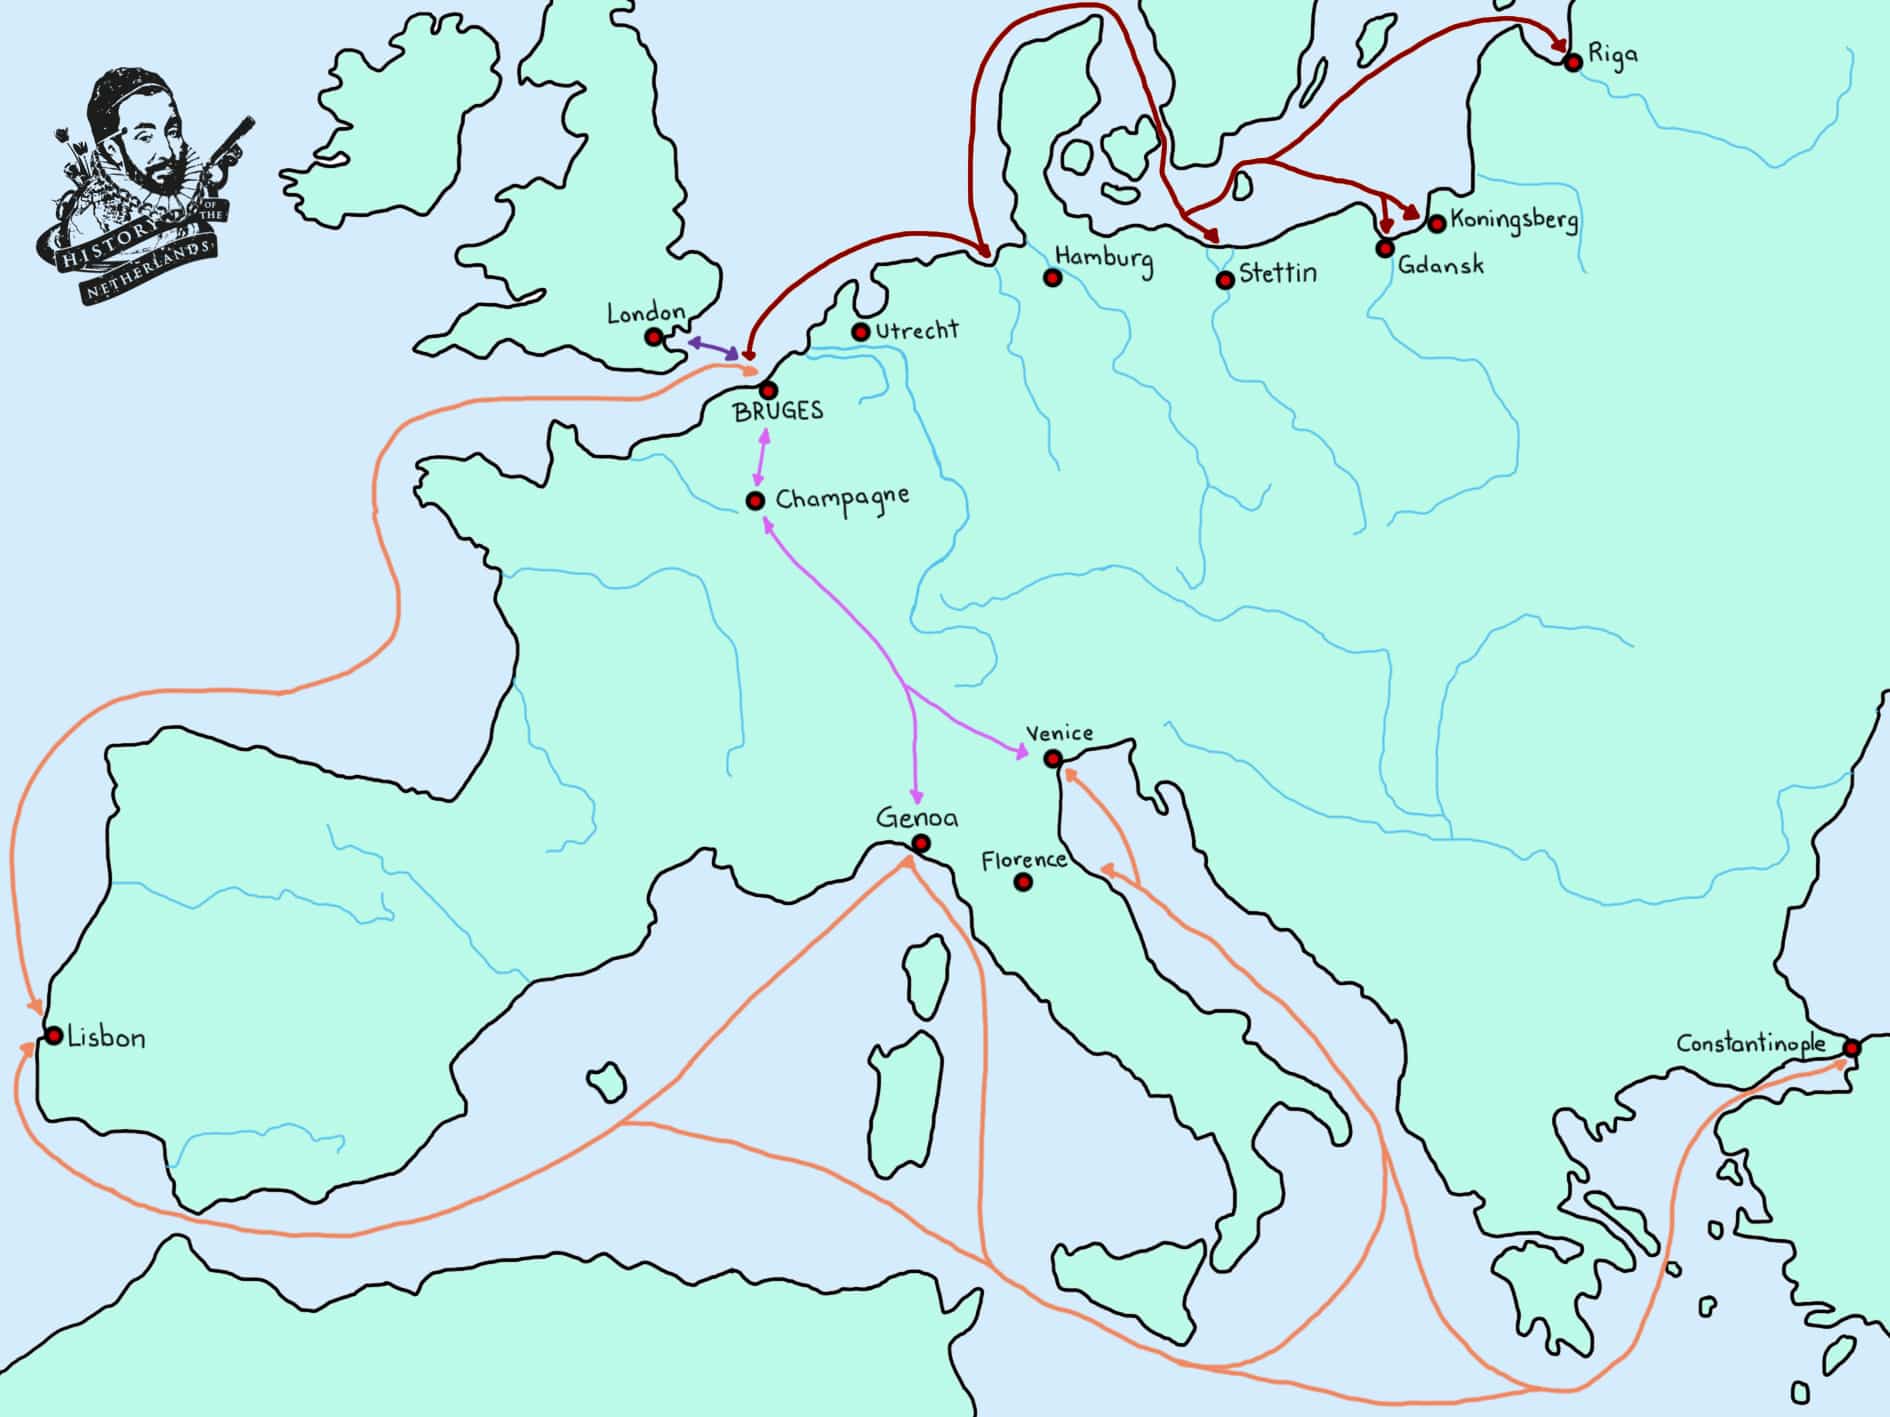 HISTORY
OF
THE
NETHERLANDS
Riga
Koningsberg
Gdansk
Hamburg
Stettin
London
Utrecht
BRUGES
Champagne
Venice
Genoa
Florence
Lisbon
Constantinople